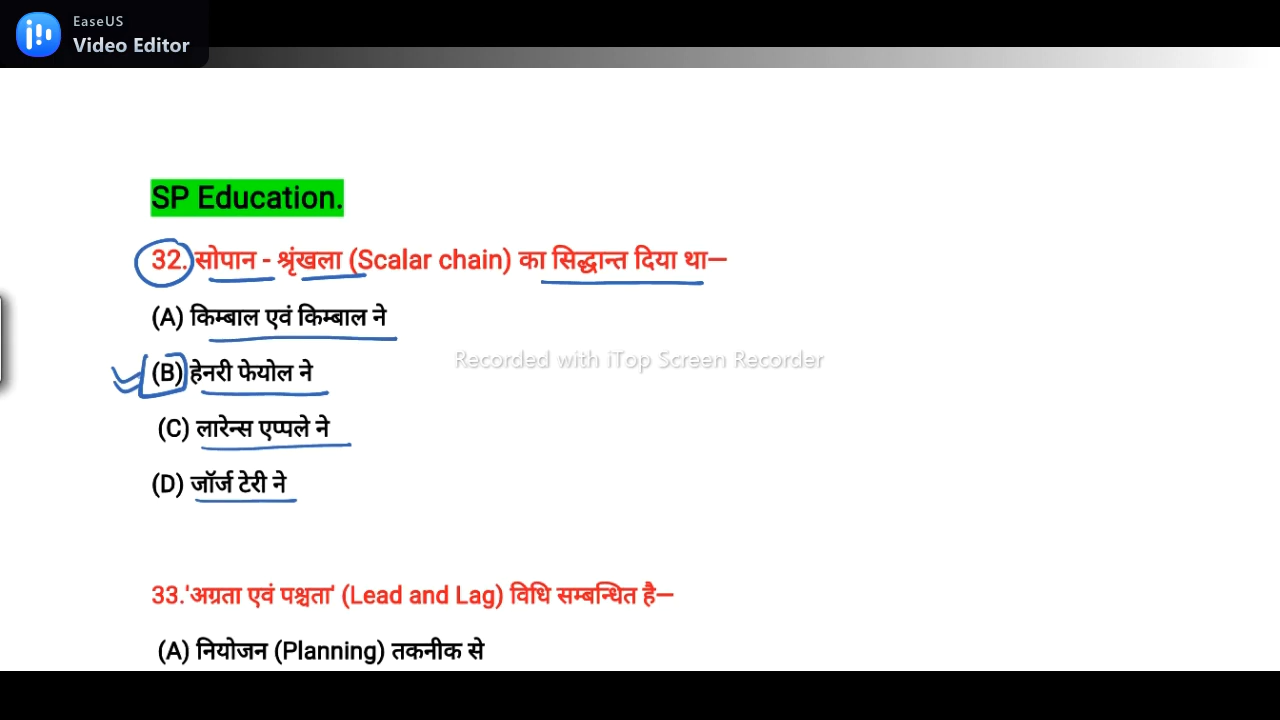 EaseUS
Video Editor
SP Education.
32. सोपान - श्रृंखला (Scalar chain) का सिद्धान्त दिया था—
(A) किम्बाल एवं किम्बाल ने
Recorded with iTop Screen Recorder
(B) हेनरी फेयोल ने
(C) लारेन्स एप्पले ने
(D) जॉर्ज टेरी ने
33.'अग्रता एवं पश्चता' (Lead and Lag) विधि सम्बन्धित है—
(A) नियोजन (Planning) तकनीक से